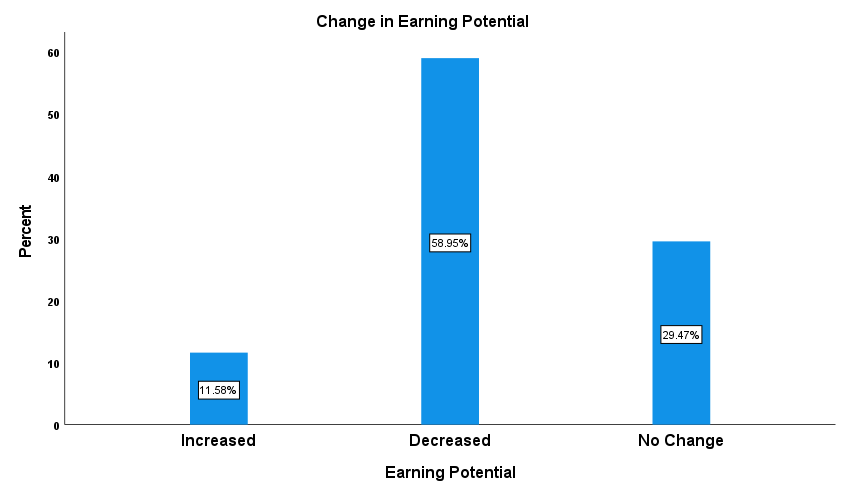 Change in Earning Potential
Percent
60
50
40
30
20
10
0
11.58%
58.95%
29.47%
Increased Decreased No Change
Earning Potential